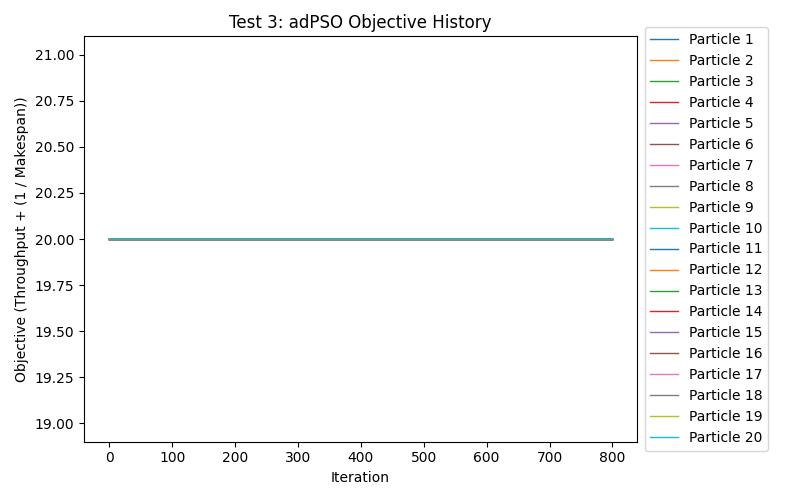 Test 3: adPSO Objective History
Objective (Throughput + (1 / Makespan))
21.00
20.75
20.50
20.25
20.00
19.75
19.50
19.25
19.00
0 100 200 300 400 500 600 700 800
Iteration
Particle 1
Particle 2
Particle 3
Particle 4
Particle 5
Particle 6
Particle 7
Particle 8
Particle 9
Particle 10
Particle 11
Particle 12
Particle 13
Particle 14
Particle 15
Particle 16
Particle 17
Particle 18
Particle 19
Particle 20